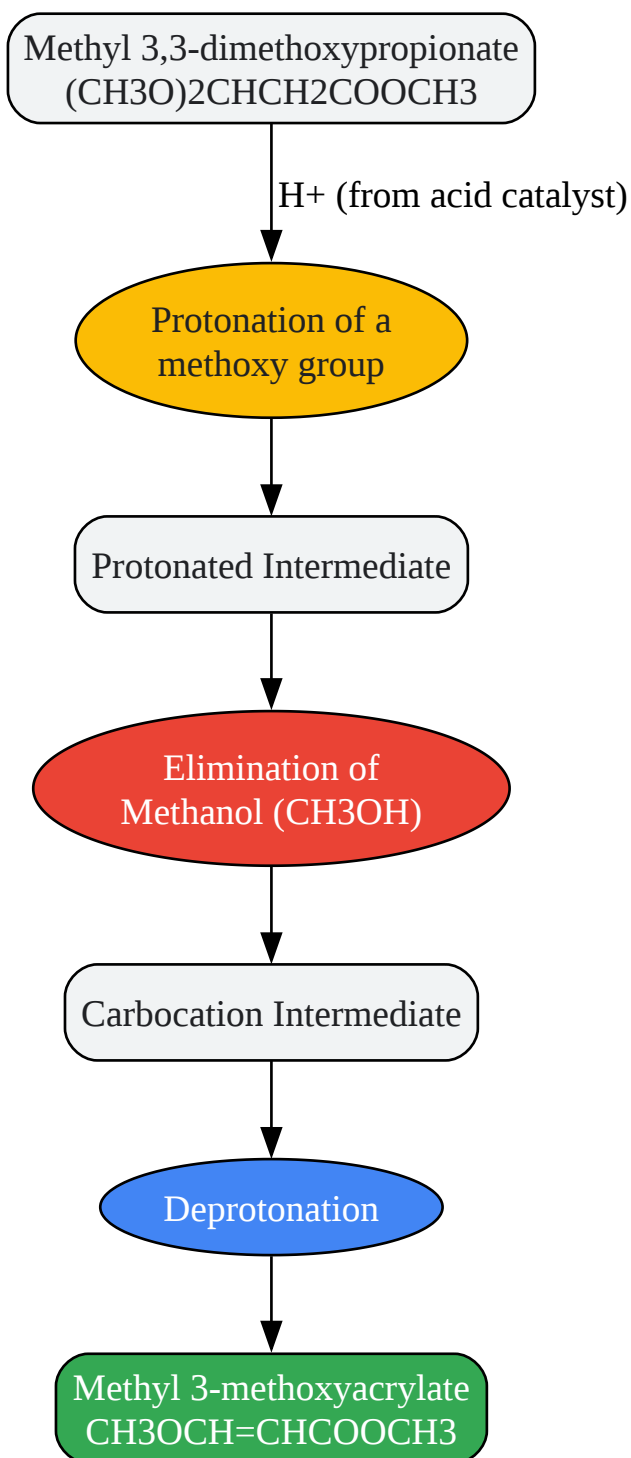 Methyl 3,3-dimethoxypropionate
(CH3O)2CHCH2COOCH3
H+ (from acid catalyst)
Protonation of a
methoxy group
Protonated Intermediate
Elimination of
Methanol (CH3OH)
Carbocation Intermediate
Deprotonation
Methyl 3-methoxyacrylate
CH3OCH=CHCOOCH3